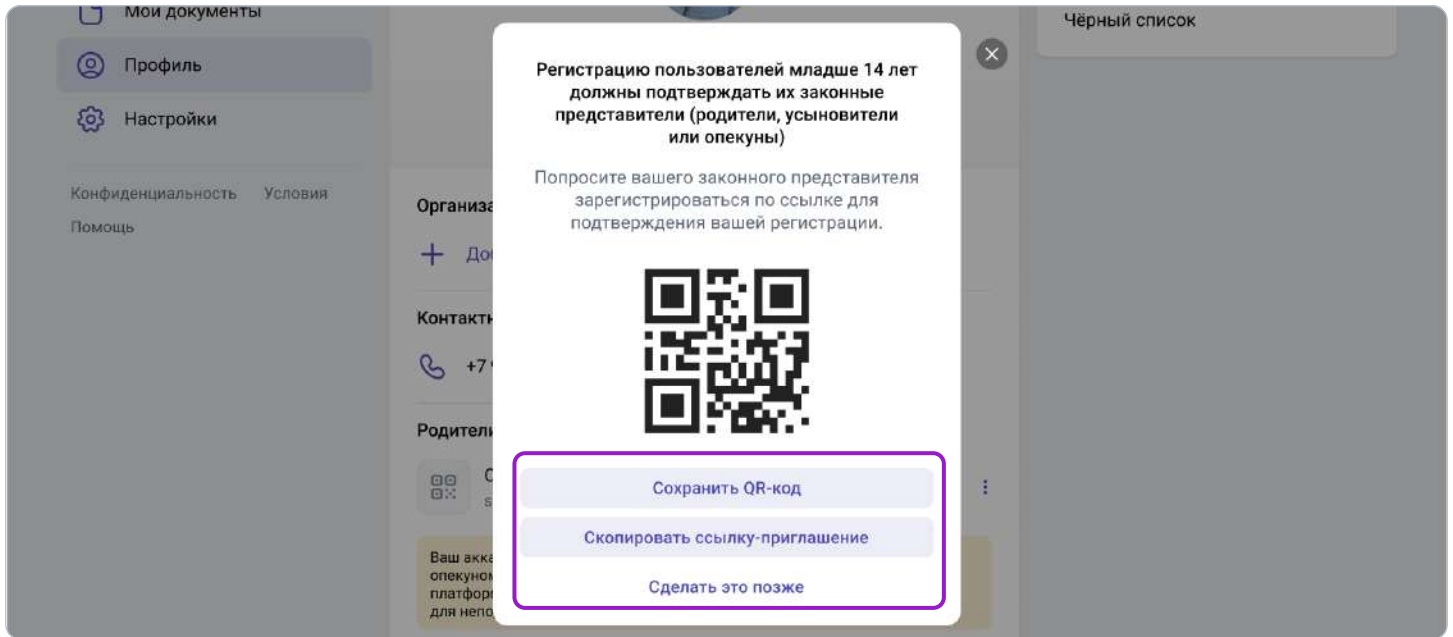 Мои документы
Профиль
Настройки
Конфиденциальность Условия
Помощь
Чёрный список
Регистрацию пользователей младше 14 лет
должны подтверждать их законные
представители (родители, усыновители
или опекуны)
Попросите вашего законного представителя
зарегистрироваться по ссылке для
подтверждения вашей регистрации.
Сохранить QR-код
Скопировать ссылку-приглашение
Сделать это позже
+7
Ваш